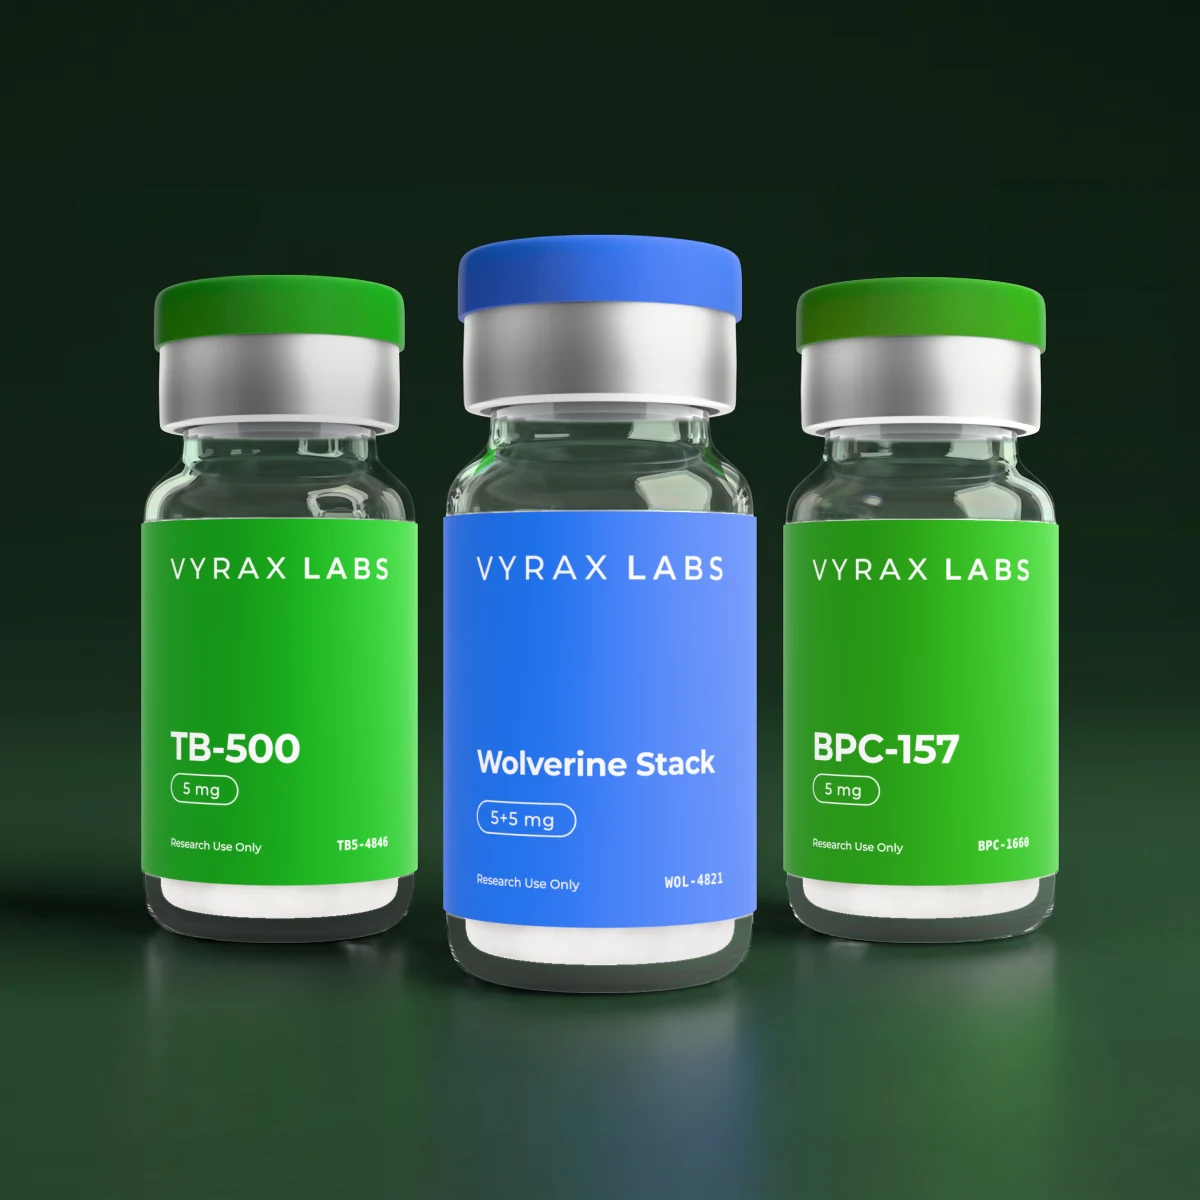 VYRAX LABS
TB-500
5 mg
Research Use Only TB5-4846
VYRAX LABS
Wolverine Stack
5+5 mg
Research Use Only WOL-4821
VYRAX LABS
BPC-157
5 mg
Research Use Only BPC-1660